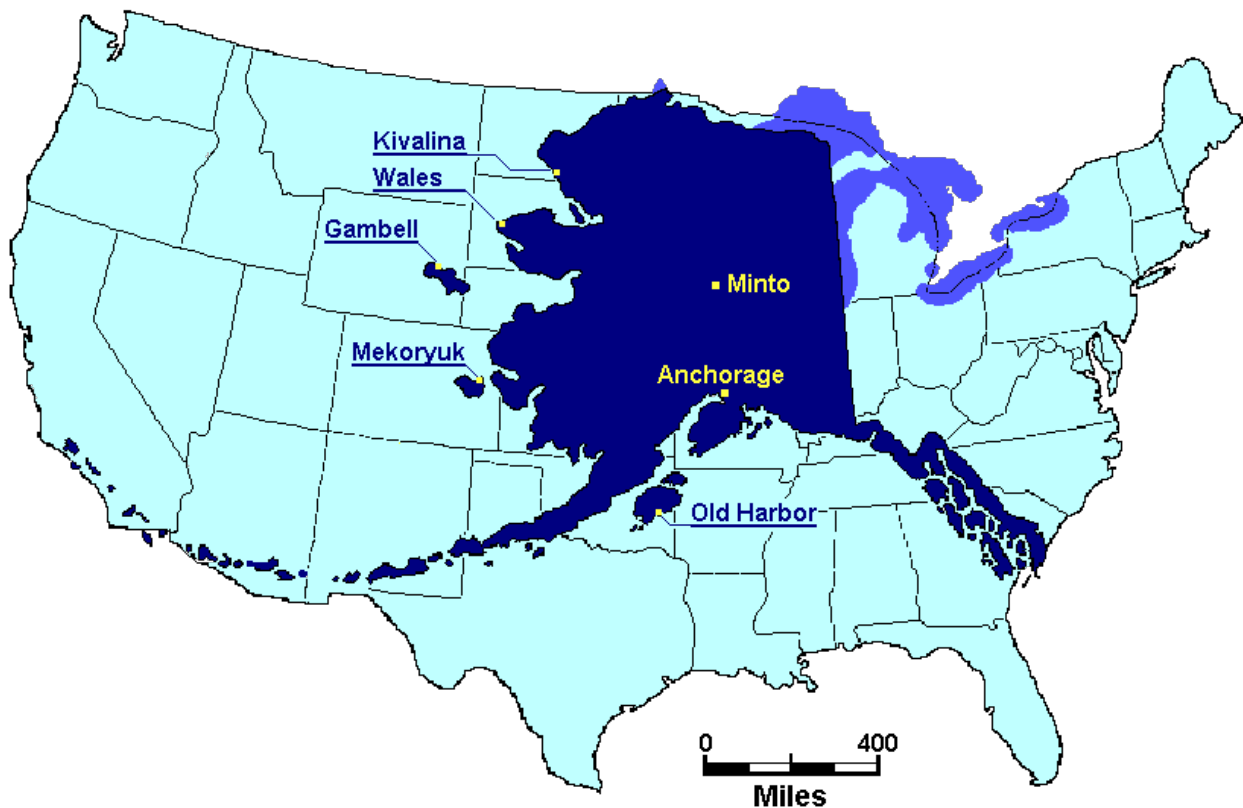 Kivalina
Wales
Gambell
Minto
Mekoryuk
Anchorage
Old Harbor
0 400
Miles